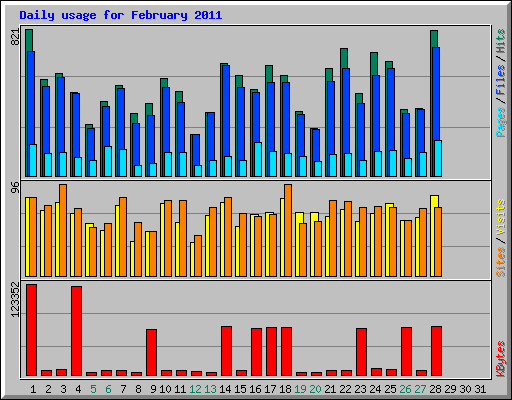 Daily usage for February 2011
821
Pages / Files / Hits
96
Sites / Visits
123352
KBytes
1 2 3 4 5 6 7 8 9 10 11 12 13 14 15 16 17 18 19 20 21 22 23 24 25 26 27 28 29 30 31